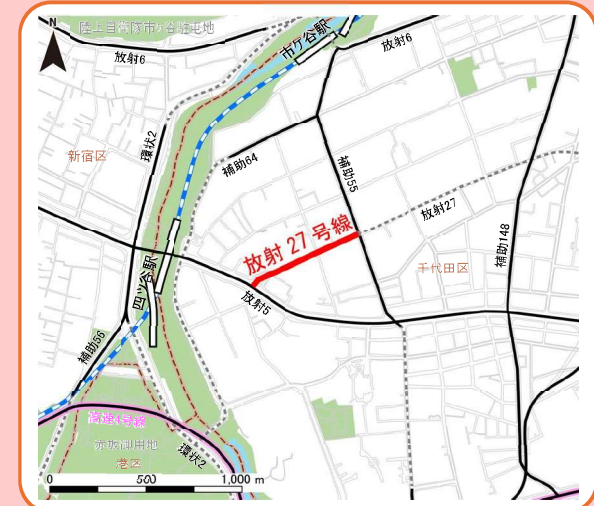 N
陸上自衛隊市ヶ谷駐屯地
放射6
市ケ谷駅
放射6
環状2
新宿区
補助64
補助55
放射27
放射27号線
千代田区
補助148
四ツ谷駅
放射5
補助56
高速4号線
赤坂御用地
港区
環状2
0 500 1,000 m